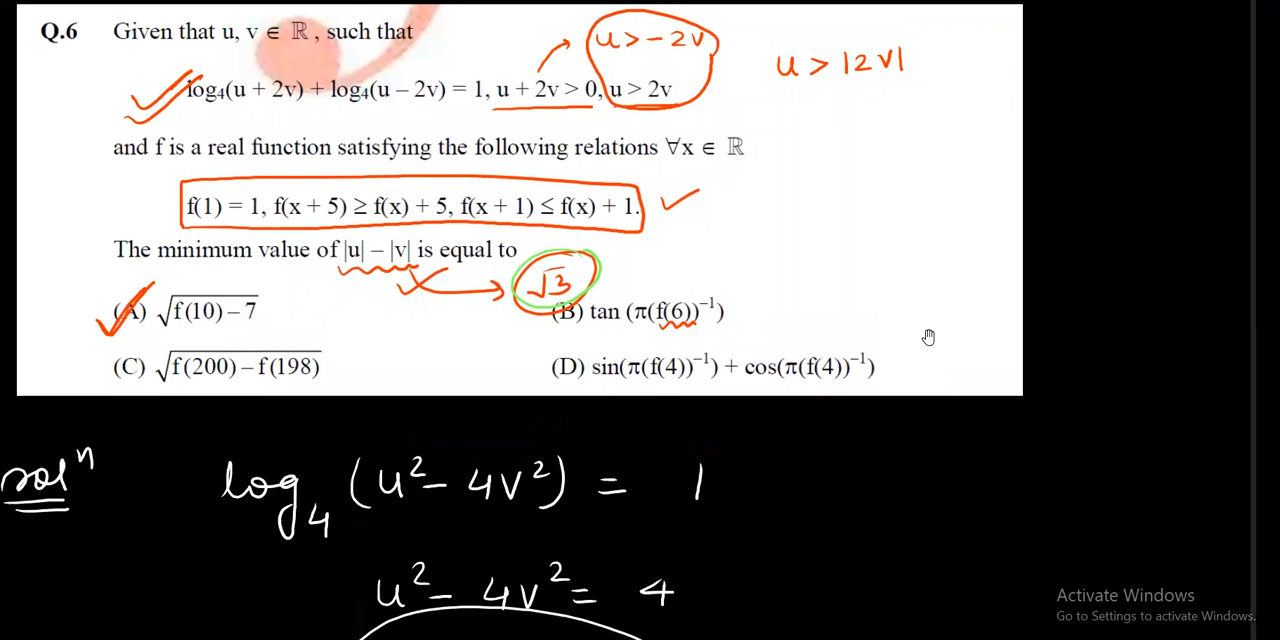 Q.6 Given that u, v ∈ ℝ, such that
u > -2v
u > |2v|
log₄(u + 2v) + log₄(u – 2v) = 1, u + 2v > 0, u > 2v
and f is a real function satisfying the following relations ∀x ∈ ℝ
f(1) = 1, f(x + 5) ≥ f(x) + 5, f(x + 1) ≤ f(x) + 1.
The minimum value of |u| – |v| is equal to
√3
(A) √(f(10) – 7) (B) tan (π(f(6))⁻¹)
(C) √(f(200) – f(198)) (D) sin(π(f(4))⁻¹) + cos(π(f(4))⁻¹)
solⁿ log₄ (u² - 4v²) = 1
u² - 4v² = 4
Activate Windows
Go to Settings to activate Windows.